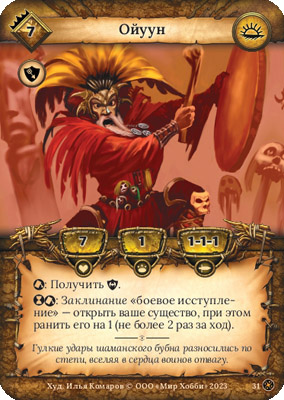 7
Ойуун
7
1
1-1-1
: Получить .
: Заклинание «боевое исступле-
ние» — открыть ваше существо, при этом
ранить его на 1 (не более 2 раз за ход).
Гулкие удары шаманского бубна разносились по
степи, вселяя в сердца воинов отвагу.
Худ. Илья Комаров © ООО «Мир Хобби» 2023
31